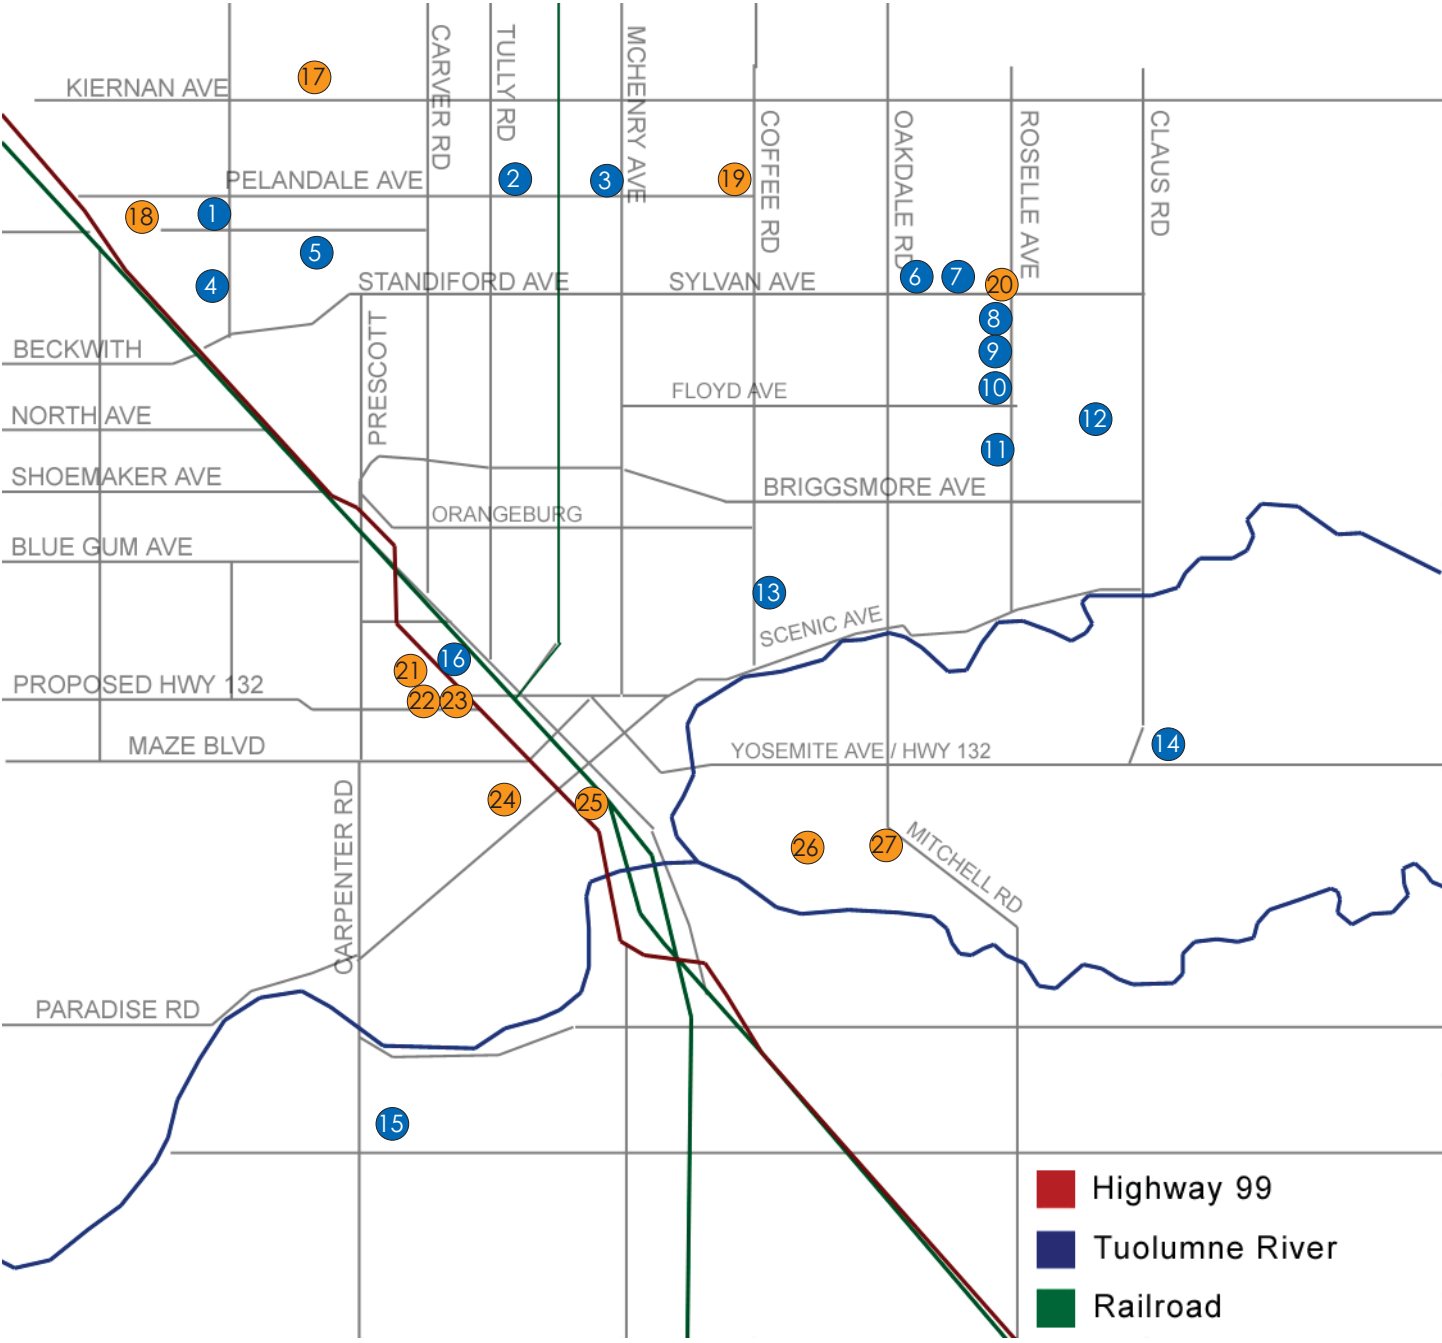 CARVER RD
TULLY RD
MCHENRY AVE
17
KIERNAN AVE
COFFEE RD
OAKDALE RD
ROSELLE AVE
CLAUS RD
PELANDALE AVE
2
3
19
18
1
5
4
STANDIFORD AVE
SYLVAN AVE
6
7
20
8
PRESCOTT
BECKWITH
9
FLOYD AVE
10
NORTH AVE
12
11
SHOEMAKER AVE
BRIGGSMORE AVE
ORANGEBURG
BLUE GUM AVE
13
SCENIC AVE
16
21
PROPOSED HWY 132
22
23
MAZE BLVD
YOSEMITE AVE / HWY 132
14
CARPENTER RD
24
25
26
27
MITCHELL RD
PARADISE RD
15
Highway 99
Tuolumne River
Railroad